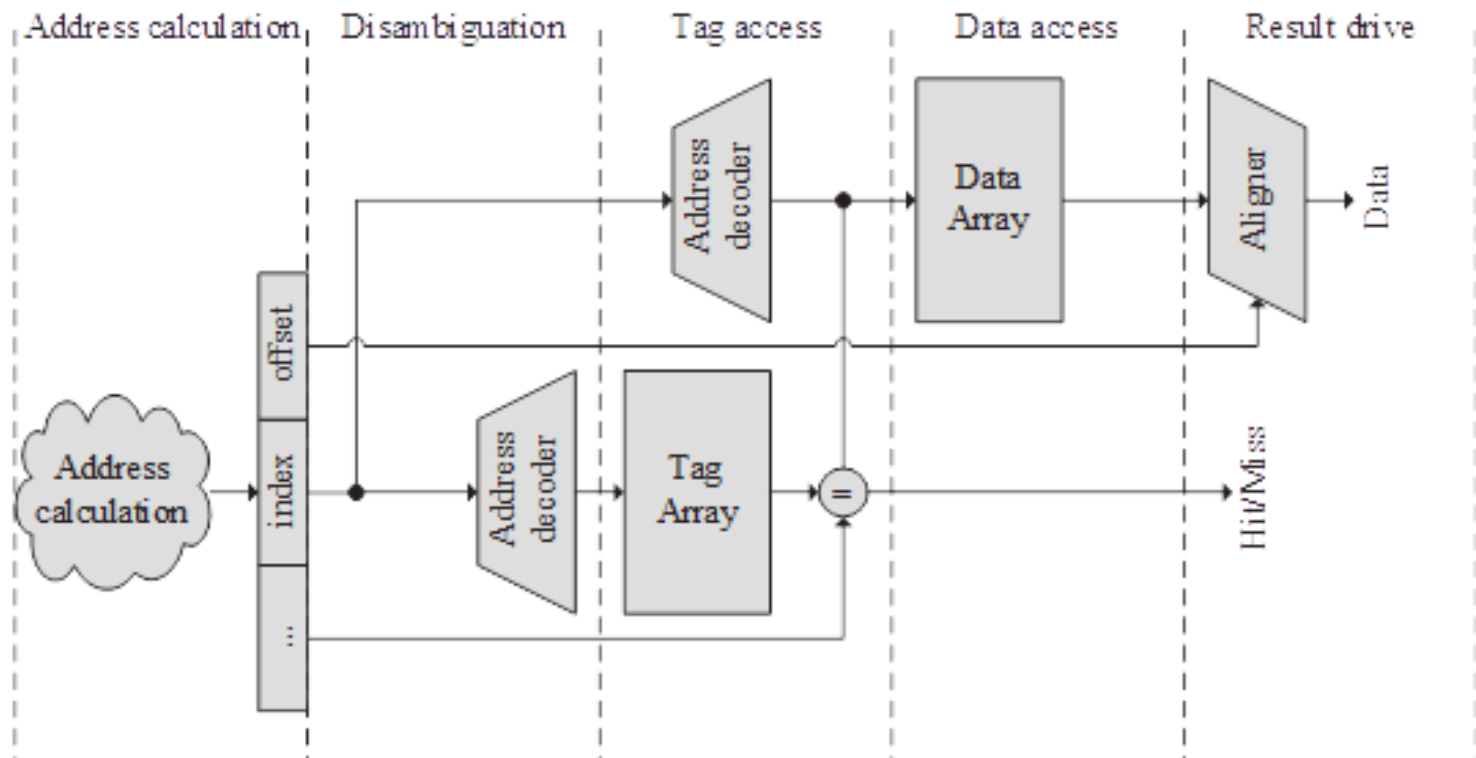 Address calculation
Disambiguation
Tag access
Data access
Result drive
Address
decoder
Data
Array
Aligner
Data
offset
index
...
Address
calculation
Address
decoder
Tag
Array
=
Hit/Miss